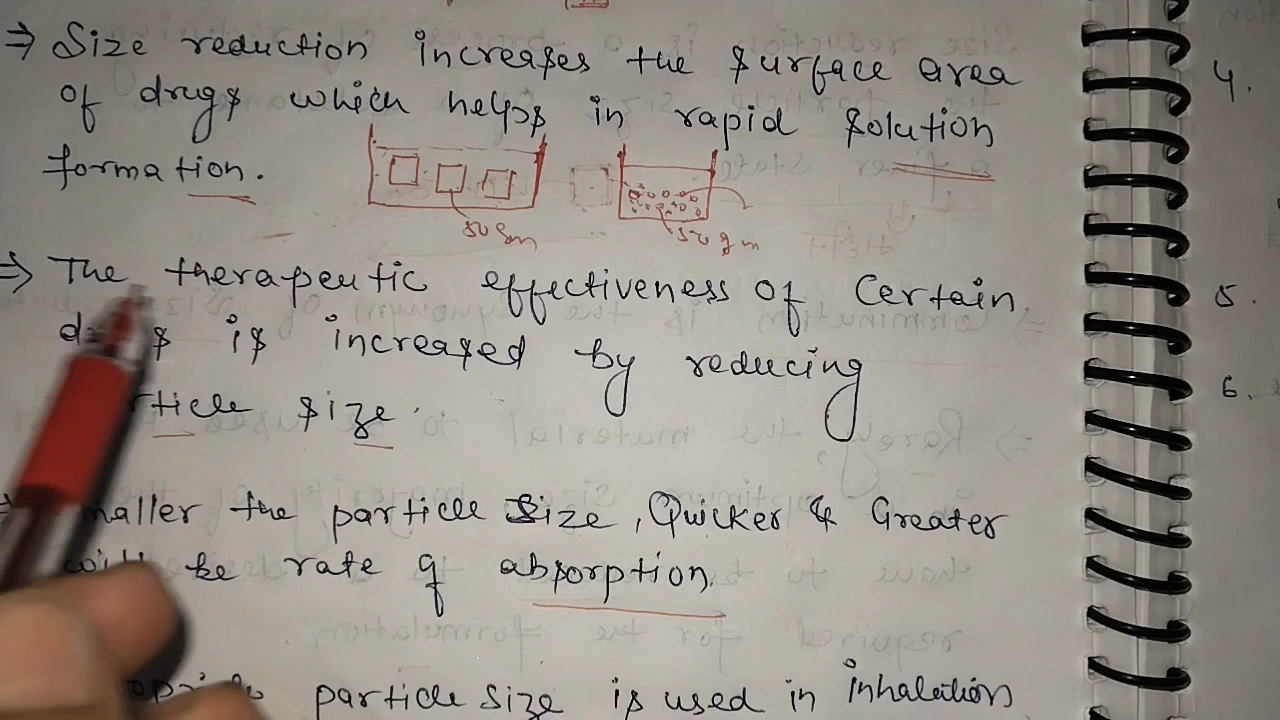 ⇒ Size reduction increases the surface area
of drugs which helps in rapid solution
formation.
50 gm
50 gm
⇒ The therapeutic effectiveness of Certain
is increased by reducing
size.
the particle size, Quicker & Greater
be rate of absorption.
particle size is used in inhalation
4.
5.
6.